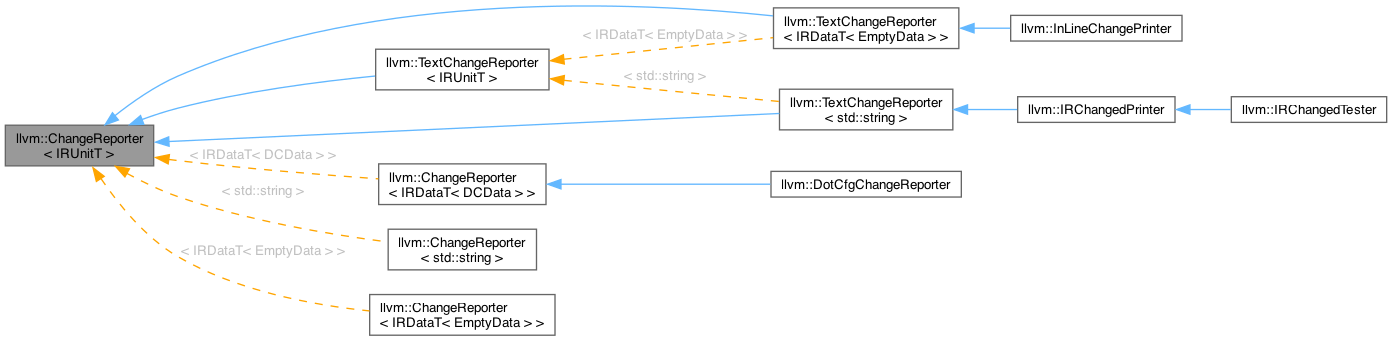 llvm::TextChangeReporter
< IRDataT< EmptyData > >
llvm::InLineChangePrinter
< IRDataT< EmptyData > >
llvm::TextChangeReporter
< IRUnitT >
< std::string >
llvm::TextChangeReporter
< std::string >
llvm::IRChangedPrinter
llvm::IRChangedTester
llvm::ChangeReporter
< IRUnitT >
< IRDataT< DCData > >
llvm::ChangeReporter
< IRDataT< DCData > >
llvm::DotCfgChangeReporter
< std::string >
llvm::ChangeReporter
< std::string >
< IRDataT< EmptyData > >
llvm::ChangeReporter
< IRDataT< EmptyData > >